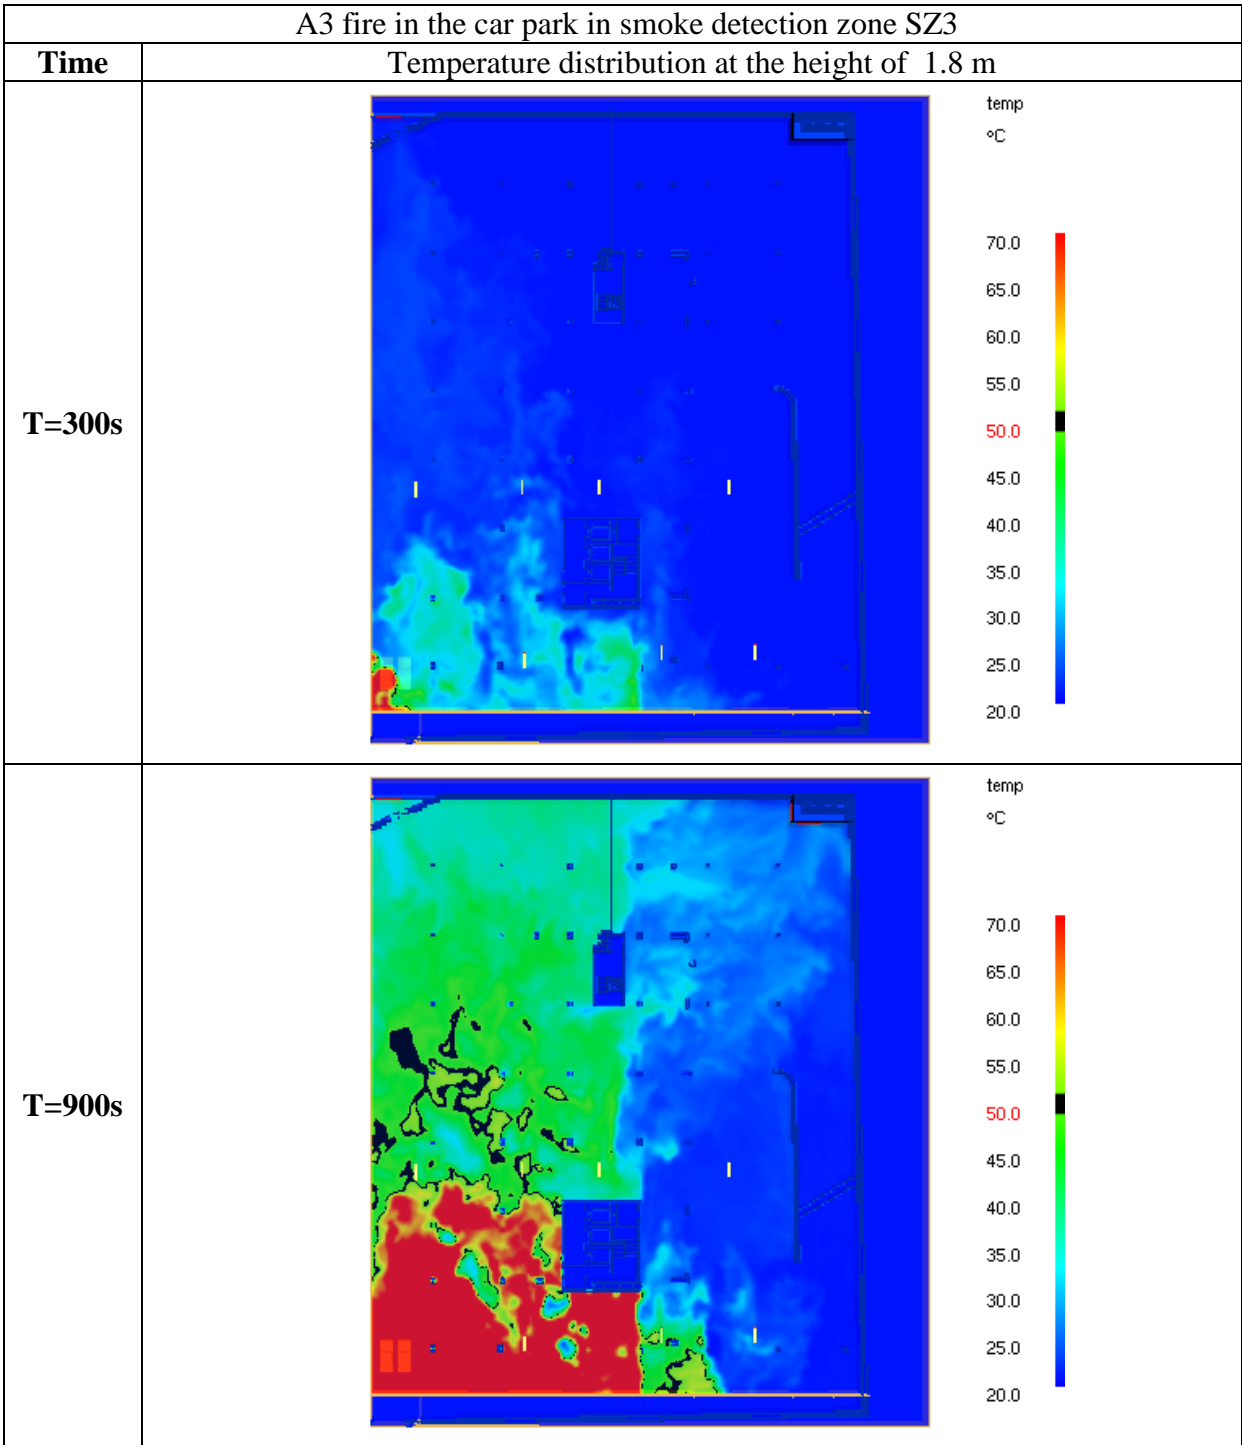 A3 fire in the car park in smoke detection zone SZ3
Time
Temperature distribution at the height of 1.8 m
T=300s
temp
°C
70.0
65.0
60.0
55.0
50.0
45.0
40.0
35.0
30.0
25.0
20.0
T=900s
temp
°C
70.0
65.0
60.0
55.0
50.0
45.0
40.0
35.0
30.0
25.0
20.0